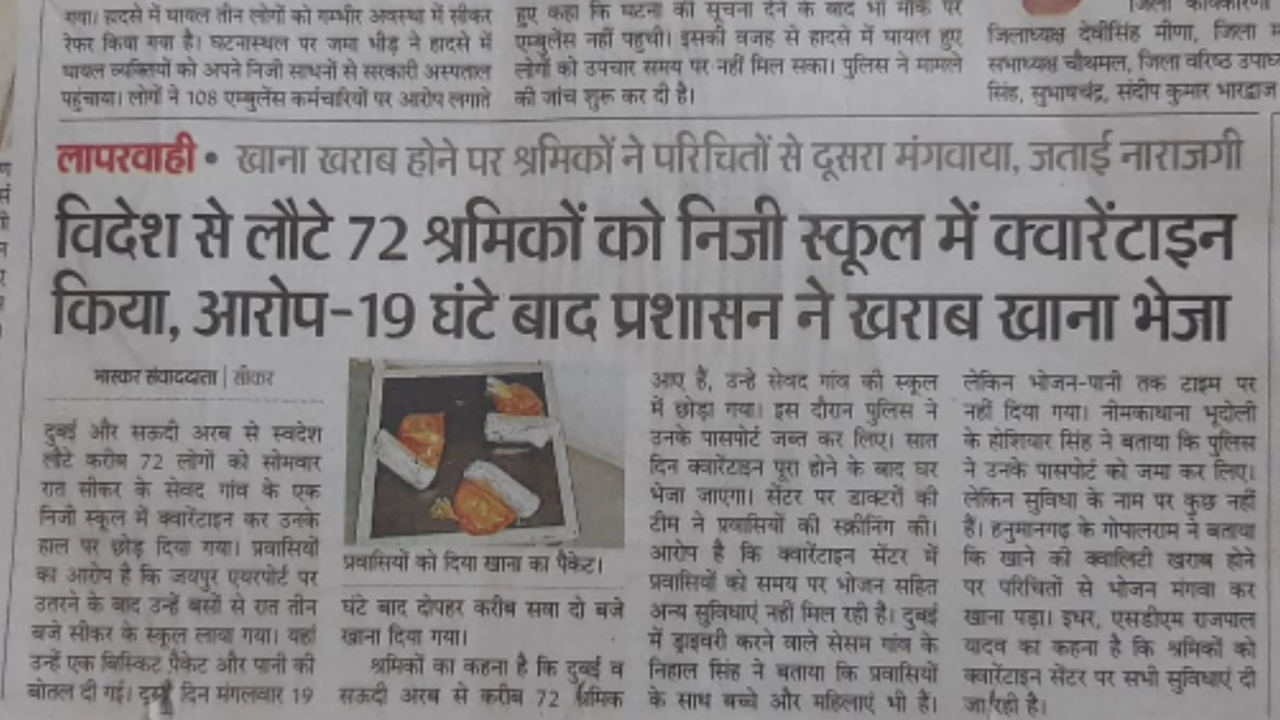 गया। हादसे में घायल तीन लोगों को गम्भीर अवस्था में सीकर
रेफर किया गया है। घटनास्थल पर जमा भीड़ ने हादसे में
घायल व्यक्तियों को अपने निजी साधनों से सरकारी अस्पताल
पहुंचाया। लोगों ने 108 एम्बुलेंस कर्मचारियों पर आरोप लगाते
हुए कहा कि घटना की सूचना देने के बाद भी मौके पर
एम्बुलेंस नहीं पहुची। इसकी वजह से हादसे में घायल हुए
लोगों को उपचार समय पर नहीं मिल सका। पुलिस ने मामले
की जांच शुरू कर दी है।
जिला कार्यकारिणी
जिलाध्यक्ष देवीसिंह मीणा, जिला
सभाध्यक्ष चौथमल, जिला वरिष्ठ उपाध्य
सिंह, सुभाषचंद्र, संदीप कुमार भारद्वाज
लापरवाही • खाना खराब होने पर श्रमिकों ने परिचितों से दूसरा मंगवाया, जताई नाराजगी
विदेश से लौटे 72 श्रमिकों को निजी स्कूल में क्वारेंटाइन
किया, आरोप-19 घंटे बाद प्रशासन ने खराब खाना भेजा
भास्कर संवाददाता | सीकर
दुबई और सऊदी अरब से स्वदेश
लौटे करीब 72 लोगों को सोमवार
रात सीकर के सेवद गांव के एक
निजी स्कूल में क्वारेंटाइन कर उनके
हाल पर छोड़ दिया गया। प्रवासियों
का आरोप है कि जयपुर एयरपोर्ट पर
उतरने के बाद उन्हें बसों से रात तीन
बजे सीकर के स्कूल लाया गया। यहां
उन्हें एक बिस्किट पैकेट और पानी की
बोतल दी गई। दूसरे दिन मंगलवार 19
प्रवासियों को दिया खाना का पैकेट।
घंटे बाद दोपहर करीब सवा दो बजे
खाना दिया गया।
श्रमिकों का कहना है कि दुबई व
सऊदी अरब से करीब 72 श्रमिक
आए हैं, उन्हे सेवद गांव की स्कूल
में छोड़ा गया। इस दौरान पुलिस ने
उनके पासपोर्ट जब्त कर लिए। सात
दिन क्वारेंटाइन पूरा होने के बाद घर
भेजा जाएगा। सेंटर पर डाक्टरों की
टीम ने प्रवासियों की स्क्रीनिंग की।
आरोप है कि क्वारेंटाइन सेंटर में
प्रवासियों को समय पर भोजन सहित
अन्य सुविधाएं नहीं मिल रही है। दुबई
में ड्राइवरी करने वाले सेसम गांव के
निहाल सिंह ने बताया कि प्रवासियों
के साथ बच्चे और महिलाएं भी है।
लेकिन भोजन-पानी तक टाइम पर
नहीं दिया गया। नीमकाथाना भूदोली
के होशियार सिंह ने बताया कि पुलिस
ने उनके पासपोर्ट को जमा कर लिए।
लेकिन सुविधा के नाम पर कुछ नहीं
हैं। हनुमानगढ़ के गोपालराम ने बताया
कि खाने की क्वालिटी खराब होने
पर परिचितों से भोजन मंगवा कर
खाना पड़ा। इधर, एसडीएम राजपाल
यादव का कहना है कि श्रमिकों को
क्वारेंटाइन सेंटर पर सभी सुविधाएं दी
जा रही है।